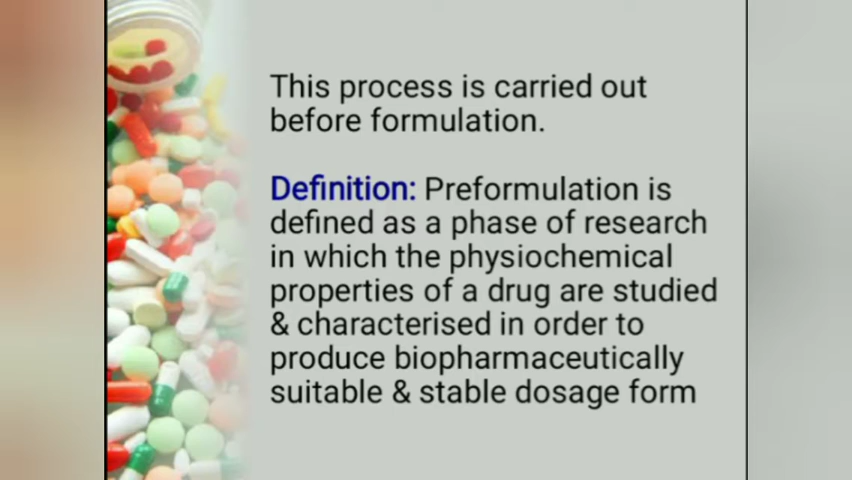 This process is carried out
before formulation.
Definition: Preformulation is
defined as a phase of research
in which the physiochemical
properties of a drug are studied
& characterised in order to
produce biopharmaceutically
suitable & stable dosage form